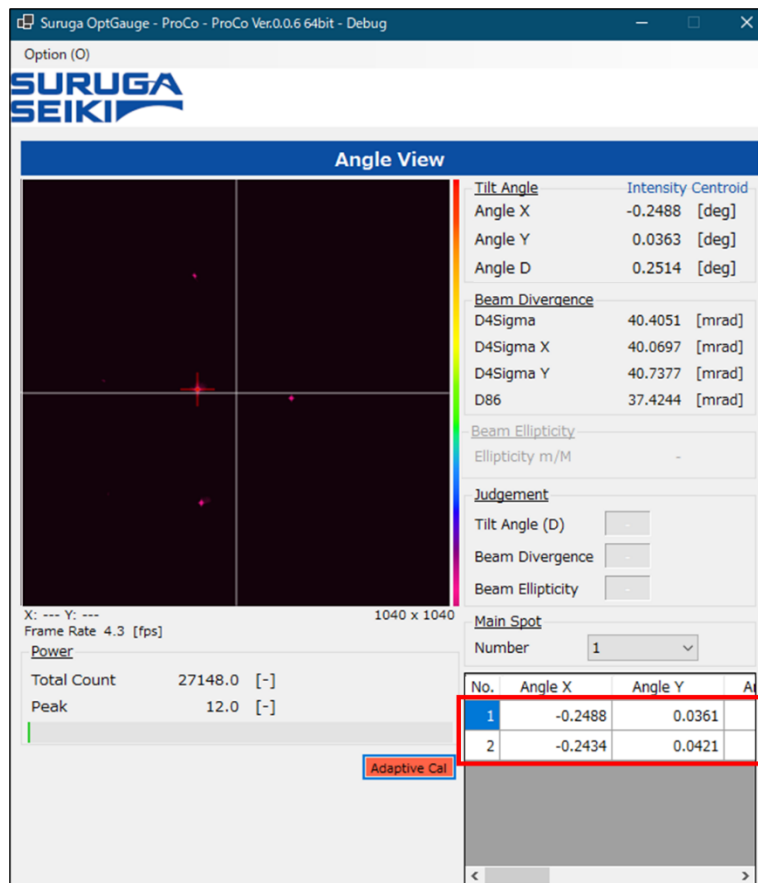 Suruga OptGauge - ProCo - ProCo Ver.0.0.6 64bit - Debug
Option (O)
SURUGA
SEIKI
Angle View
Tilt Angle Intensity Centroid
Angle X -0.2488 [deg]
Angle Y 0.0363 [deg]
Angle D 0.2514 [deg]
Beam Divergence
D4Sigma 40.4051 [mrad]
D4Sigma X 40.0697 [mrad]
D4Sigma Y 40.7377 [mrad]
D86 37.4244 [mrad]
Beam Ellipticity
Ellipticity m/M -
Judgement
Tilt Angle (D) -
Beam Divergence -
Beam Ellipticity -
X: --- Y: --- 1040 x 1040
Frame Rate 4.3 [fps]
Main Spot
Number 1
Power
Total Count 27148.0 [-]
Peak 12.0 [-]
Adaptive Cal
No. Angle X Angle Y
1 -0.2488 0.0361
2 -0.2434 0.0421